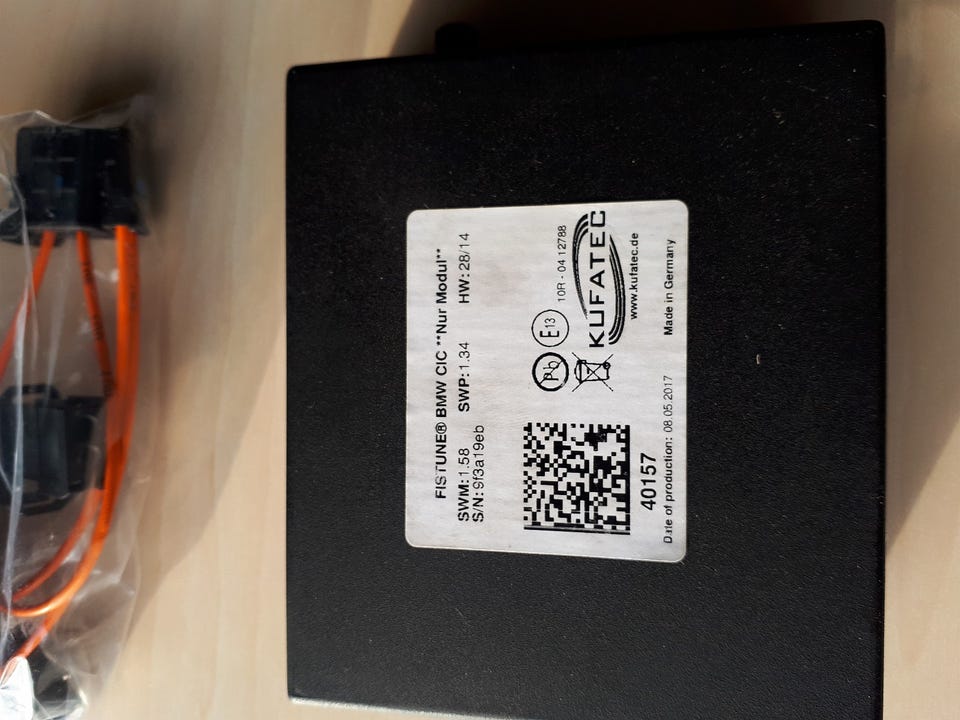 FISTUNE® BMW CIC **Nur Modul**
SWM:1.58 SWP:1.34 HW:28/14
S/N:9f3a19eb
Pb E13 10R - 04 12788
KUFATEC
www.kufatec.de
40157
Date of production: 08.05.2017 Made in Germany